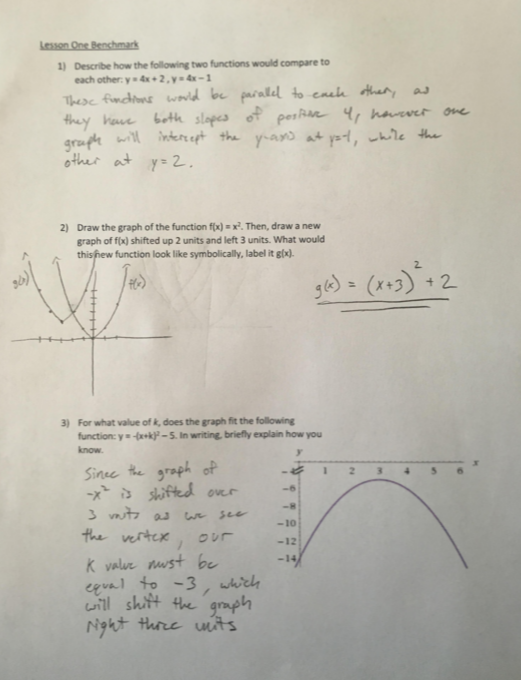 Lesson One Benchmark
1) Describe how the following two functions would compare to
each other: y = 4x + 2, y = 4x – 1
These functions would be parallel to each other, as
they have both slopes of positive 4, however one
graph will intercept the y-axis at y=-1, while the
other at y = 2.
2) Draw the graph of the function f(x) = x². Then, draw a new
graph of f(x) shifted up 2 units and left 3 units. What would
this new function look like symbolically, label it g(x).
g(x) f(x)
g(x) = (x+3)² + 2
3) For what value of k, does the graph fit the following
function: y = -(x+k)² – 5. In writing, briefly explain how you
know.
Since the graph of
-x² is shifted over
3 units as we see
the vertex, our
K value must be
equal to -3, which
will shift the graph
right three units
y
1 2 3 4 5 6 x
-6
-8
-10
-12
-14